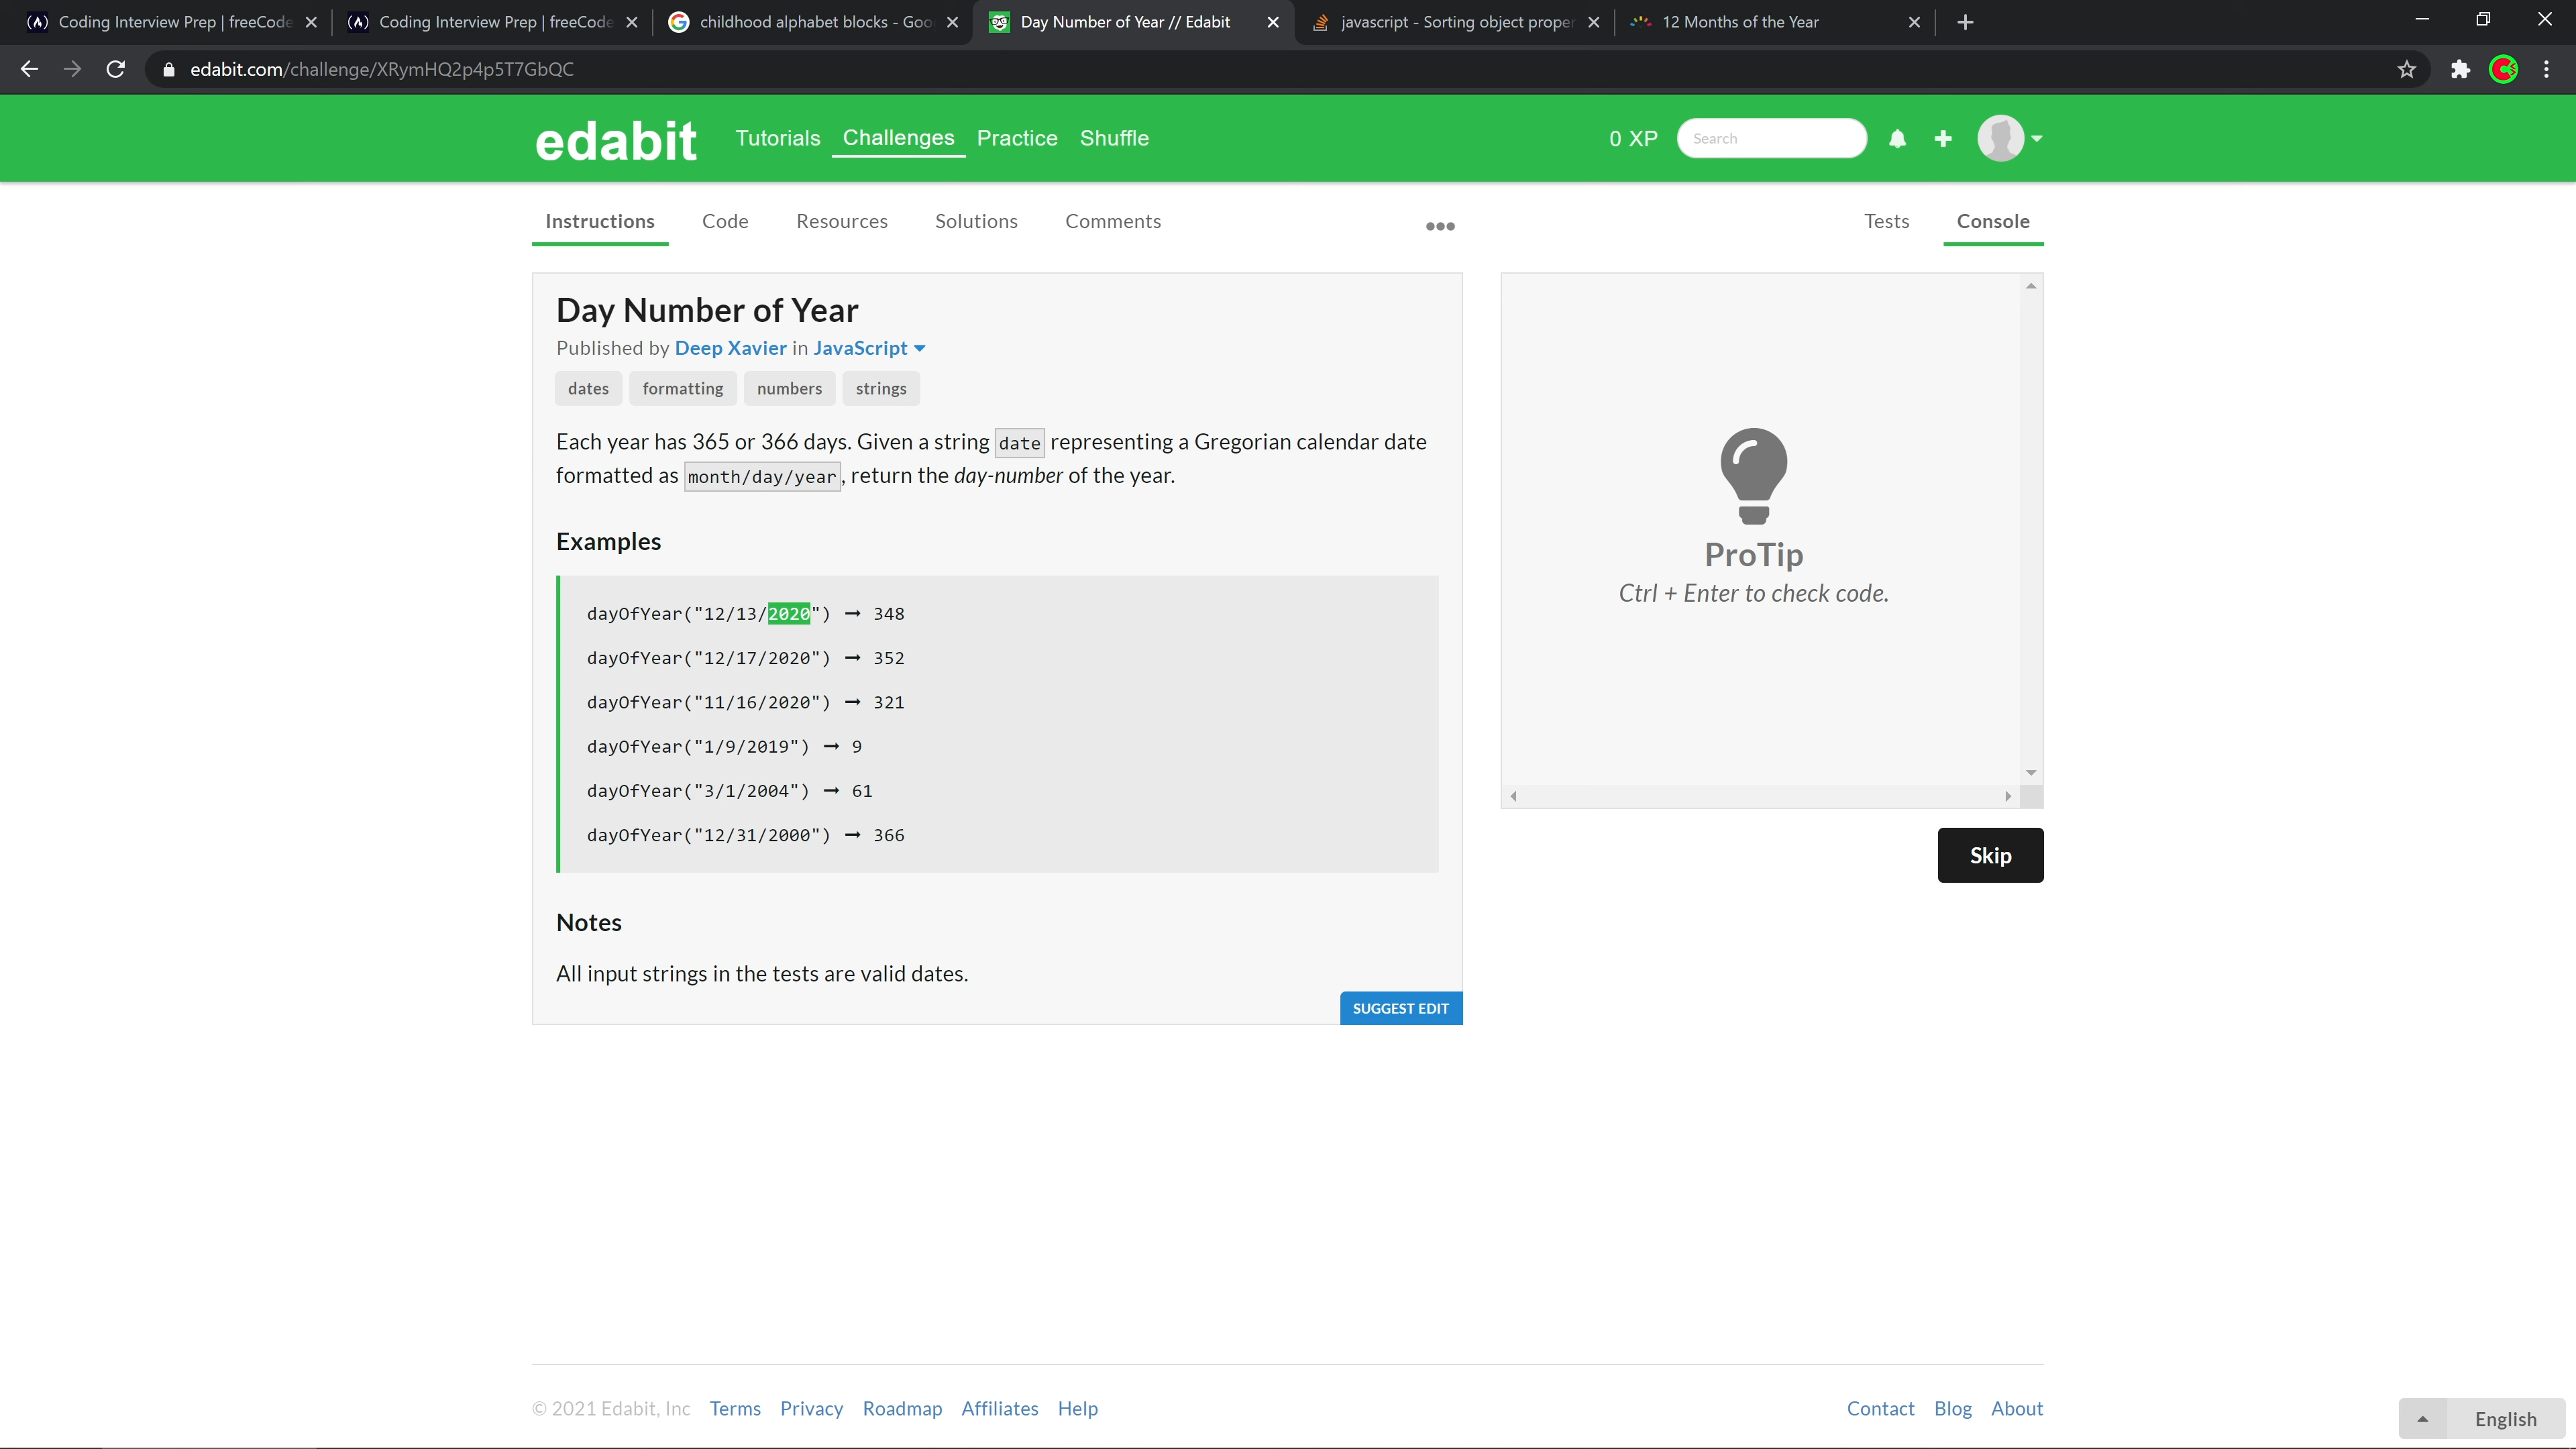 Coding Interview Prep | freeCode
Coding Interview Prep | freeCode
childhood alphabet blocks - Goo
Day Number of Year // Edabit
javascript - Sorting object proper
12 Months of the Year
edabit.com/challenge/XRymHQ2p4p5T7GbQC
edabit
Tutorials
Challenges
Practice
Shuffle
0 XP
Search
Instructions
Code
Resources
Solutions
Comments
Tests
Console
Day Number of Year
Published by Deep Xavier in JavaScript
dates
formatting
numbers
strings
Each year has 365 or 366 days. Given a string date representing a Gregorian calendar date
formatted as month/day/year, return the day-number of the year.
Examples
dayOfYear("12/13/2020") ➞ 348
dayOfYear("12/17/2020") ➞ 352
dayOfYear("11/16/2020") ➞ 321
dayOfYear("1/9/2019") ➞ 9
dayOfYear("3/1/2004") ➞ 61
dayOfYear("12/31/2000") ➞ 366
Notes
All input strings in the tests are valid dates.
SUGGEST EDIT
ProTip
Ctrl + Enter to check code.
Skip
© 2021 Edabit, Inc
Terms
Privacy
Roadmap
Affiliates
Help
Contact
Blog
About
English